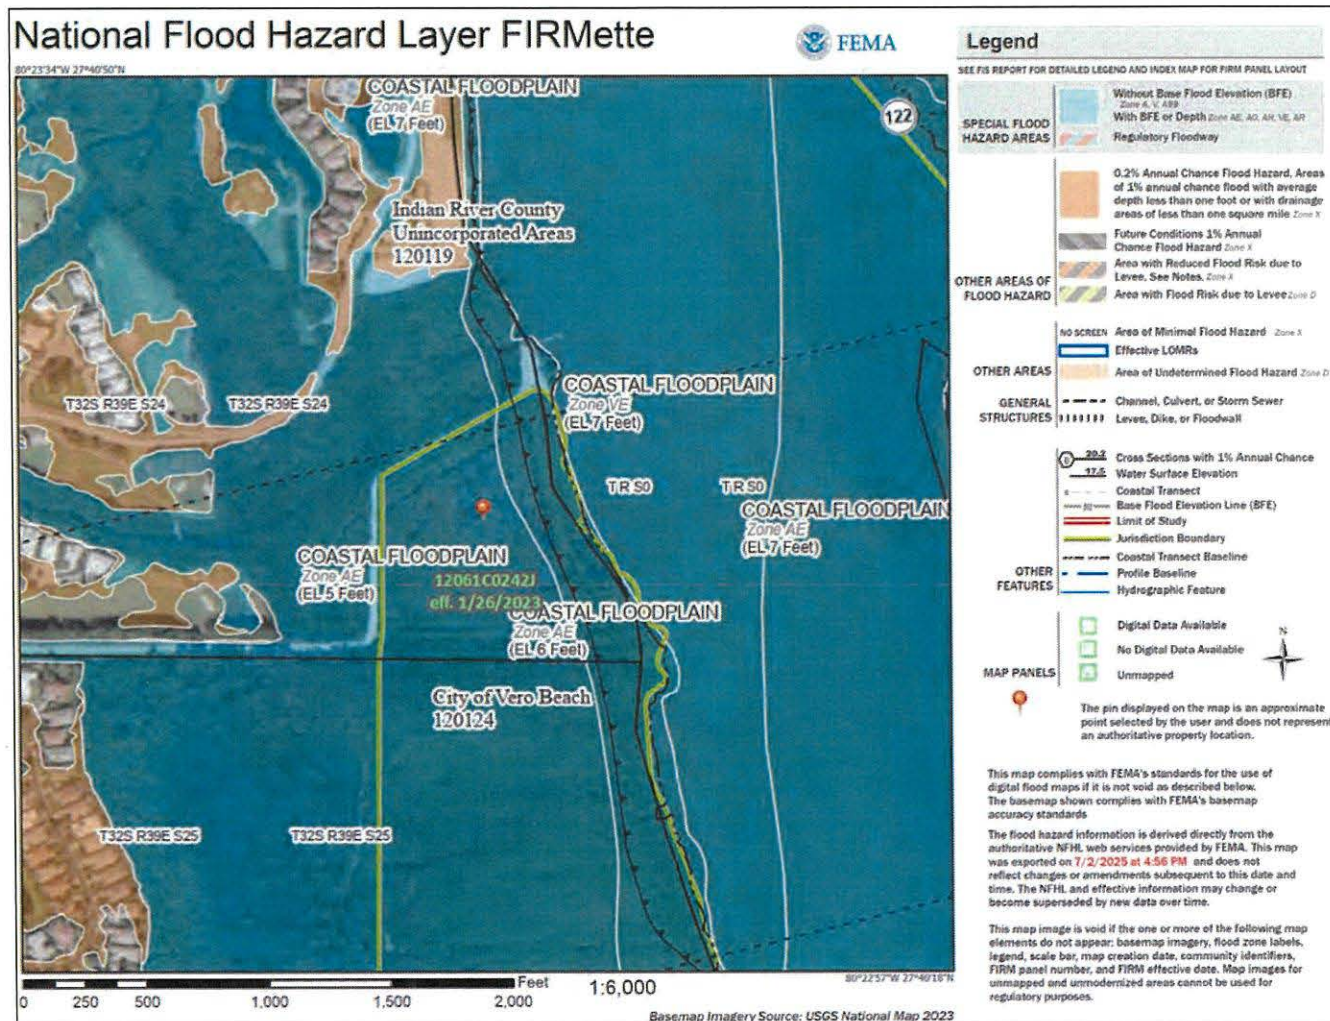 National Flood Hazard Layer FIRMette
FEMA
80°23'34"W 27°40'50"N
COASTAL FLOODPLAIN
Zone AE
(EL 7 Feet)
122
Indian River County
Unincorporated Areas
120119
T32S R39E S24
T32S R39E S24
COASTAL FLOODPLAIN
Zone VE
(EL 7 Feet)
T R S0
T R S0
COASTAL FLOODPLAIN
Zone AE
(EL 7 Feet)
COASTAL FLOODPLAIN
Zone AE
(EL 5 Feet)
12061C0242J
eff. 1/26/2023
COASTAL FLOODPLAIN
Zone AE
(EL 6 Feet)
City of Vero Beach
120124
T32S R39E S25
T32S R39E S25
80°22'57"W 27°40'18"N
Feet
1:6,000
0
250
500
1,000
1,500
2,000
Basemap Imagery Source: USGS National Map 2023
Legend
SEE FIS REPORT FOR DETAILED LEGEND AND INDEX MAP FOR FIRM PANEL LAYOUT
SPECIAL FLOOD
HAZARD AREAS
Without Base Flood Elevation (BFE)
Zone A, V, A99
With BFE or Depth Zone AE, AO, AH, VE, AR
Regulatory Floodway
0.2% Annual Chance Flood Hazard, Areas
of 1% annual chance flood with average
depth less than one foot or with drainage
areas of less than one square mile Zone X
Future Conditions 1% Annual
Chance Flood Hazard Zone X
Area with Reduced Flood Risk due to
Levee. See Notes. Zone X
Area with Flood Risk due to Levee Zone D
OTHER AREAS OF
FLOOD HAZARD
NO SCREEN
Area of Minimal Flood Hazard Zone X
Effective LOMRs
OTHER AREAS
Area of Undetermined Flood Hazard Zone D
GENERAL
STRUCTURES
Channel, Culvert, or Storm Sewer
Levee, Dike, or Floodwall
B
20.2
Cross Sections with 1% Annual Chance
17.5
Water Surface Elevation
Coastal Transect
Base Flood Elevation Line (BFE)
Limit of Study
Jurisdiction Boundary
Coastal Transect Baseline
OTHER
FEATURES
Profile Baseline
Hydrographic Feature
Digital Data Available
No Digital Data Available
Unmapped
MAP PANELS
N
The pin displayed on the map is an approximate
point selected by the user and does not represent
an authoritative property location.
This map complies with FEMA's standards for the use of
digital flood maps if it is not void as described below.
The basemap shown complies with FEMA's basemap
accuracy standards
The flood hazard information is derived directly from the
authoritative NFHL web services provided by FEMA. This map
was exported on 7/2/2025 at 4:56 PM and does not
reflect changes or amendments subsequent to this date and
time. The NFHL and effective information may change or
become superseded by new data over time.
This map image is void if the one or more of the following map
elements do not appear: basemap imagery, flood zone labels,
legend, scale bar, map creation date, community identifiers,
FIRM panel number, and FIRM effective date. Map images for
unmapped and unmodernized areas cannot be used for
regulatory purposes.